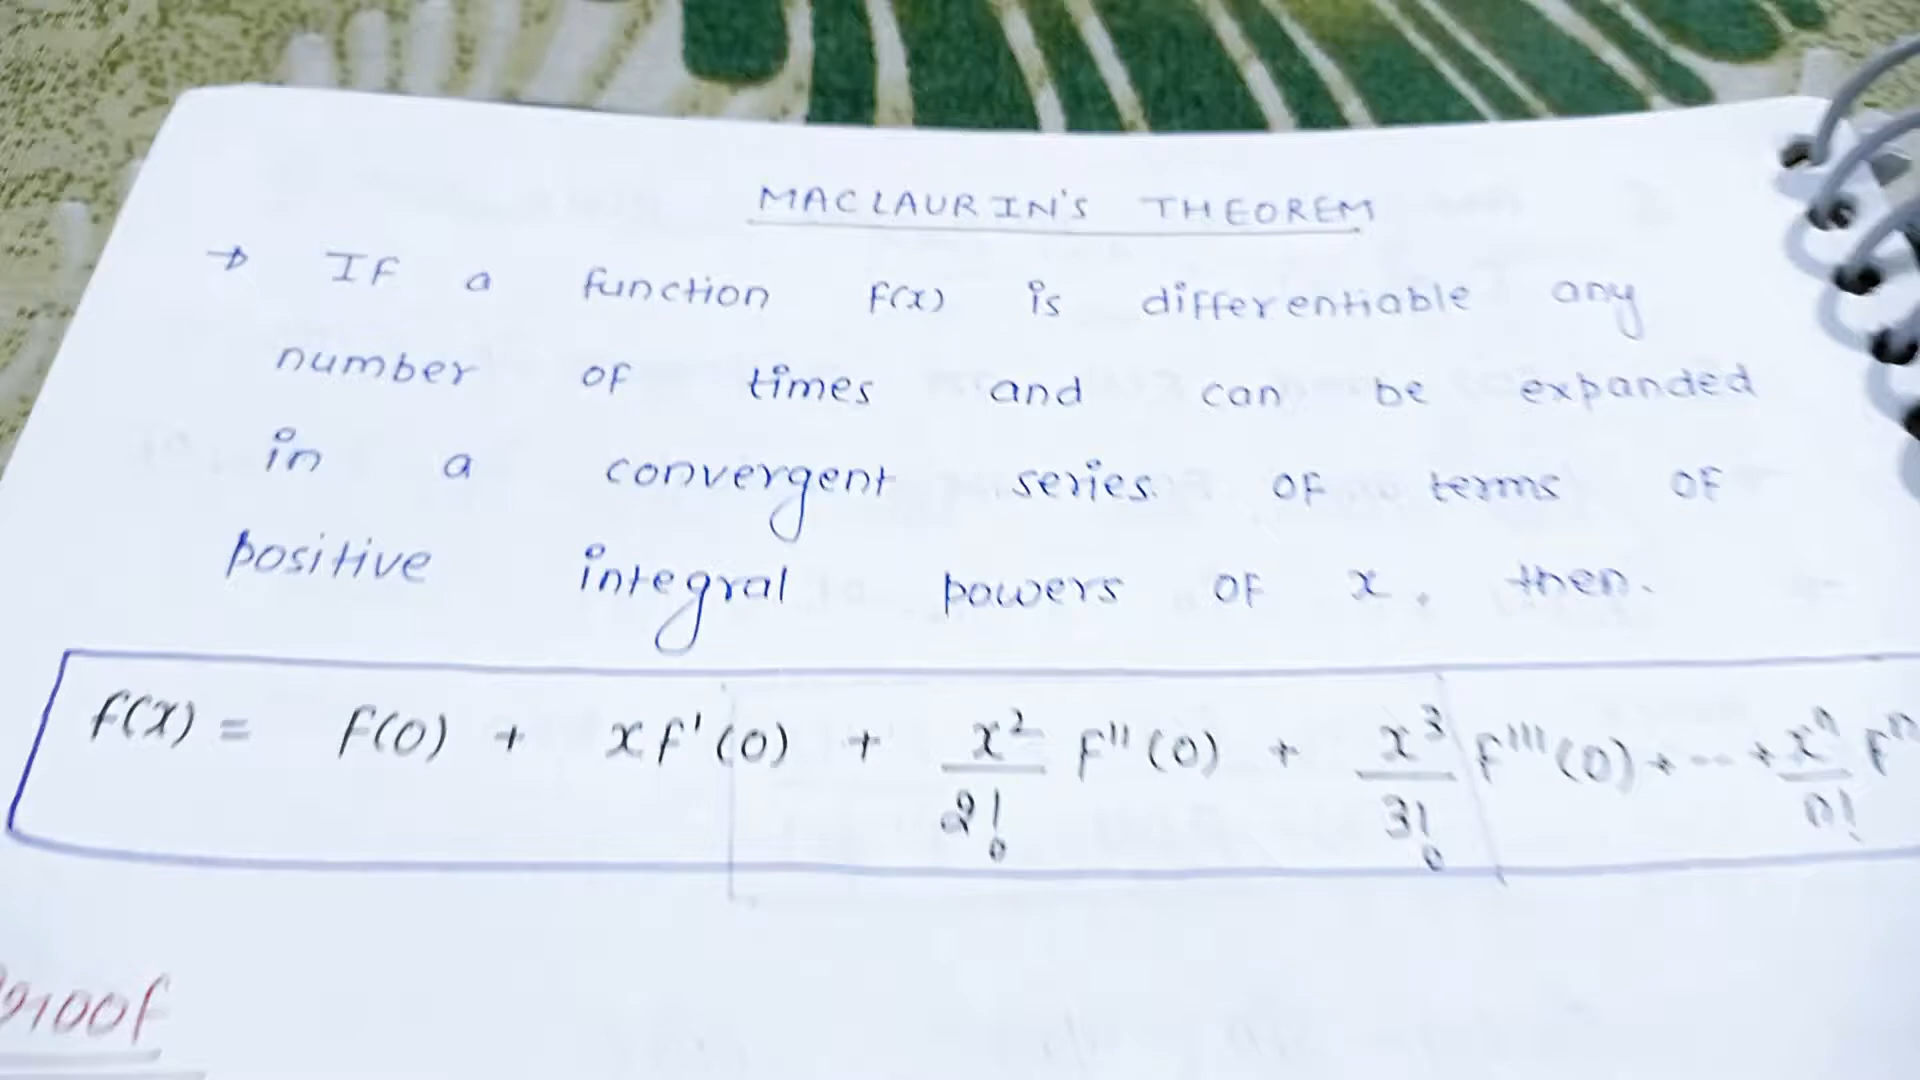 MACLAURIN'S THEOREM
→ If a function f(x) is differentiable any
number of times and can be expanded
in a convergent series of terms of
positive integral powers of x. then.
f(x) = f(0) + xf'(0) + x²/2! f''(0) + x³/3! f'''(0) + -- + xⁿ/n! fⁿ
Proof